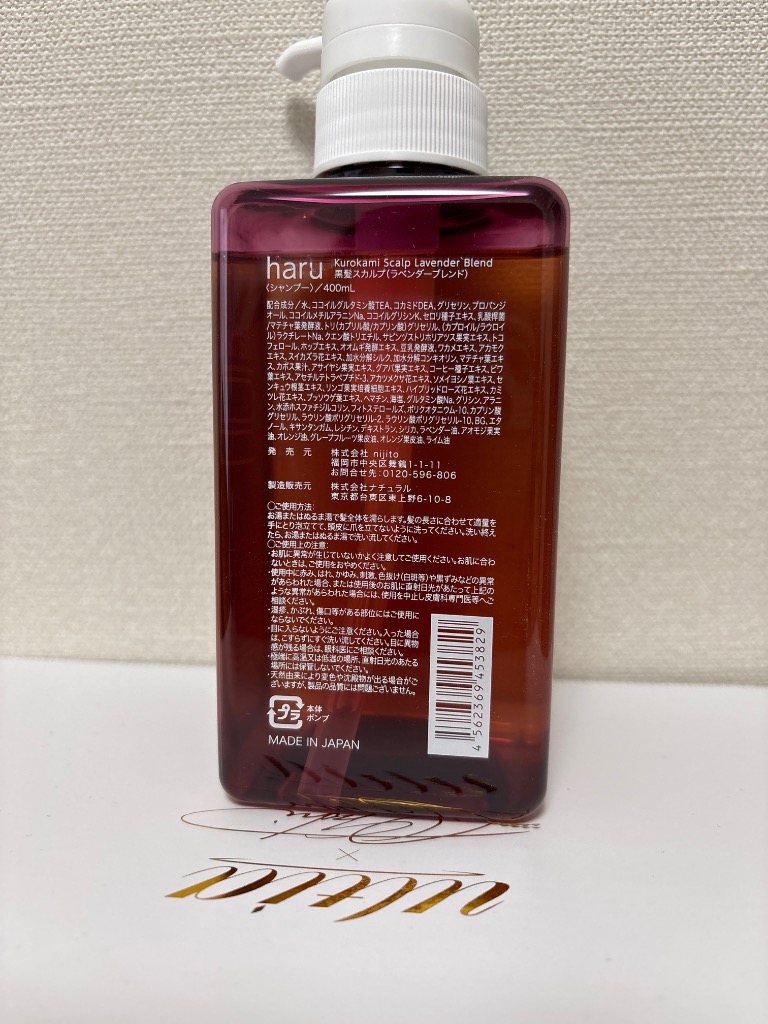 haru Kurokami Scalp Lavender Blend
黒髪スカルプ(ラベンダーブレンド)
〈シャンプー〉/400mL
配合成分/水、ココイルグルタミン酸TEA、コカミドDEA、グリセリン、プロパンジ
オール、ココイルメチルアラニンNa、ココイルグリシンK、セロリ種子エキス、乳酸桿菌
/マテチャ葉発酵液、トリ(カプリル酸/カプリン酸)グリセリル、(カプロイル/ラウロイ
ル)ラクチレートNa、クエン酸トリエチル、サピンヅストリホリアツス果実エキス、トコ
フェロール、ホップエキス、オオムギ発酵エキス、豆乳発酵液、ワカメエキス、アカモク
エキス、スイカズラ花エキス、加水分解シルク、加水分解コンキオリン、マテチャ葉エキ
ス、カボス果汁、アサイヤシ果実エキス、グアバ果実エキス、コーヒー種子エキス、ビワ
葉エキス、アセチルテトラペプチド-3、アカツメクサ花エキス、ソメイヨシノ葉エキス、セ
ンキュウ根茎エキス、リンゴ果実培養細胞エキス、ハイブリッドローズ花エキス、カミ
ツレ花エキス、ブッソウゲ葉エキス、ヘマチン、海塩、グルタミン酸Na、グリシン、アラニ
ン、水添ホスファチジルコリン、フィトステロールズ、ポリクオタニウム-10、カプリン酸
グリセリル、ラウリン酸ポリグリセリル-2、ラウリン酸ポリグリセリル-10、BG、エタ
ノール、キサンタンガム、レシチン、デキストラン、シリカ、ラベンダー油、アオモジ果実
油、オレンジ油、グレープフルーツ果皮油、オレンジ果皮油、ライム油
発売元 株式会社 nijito
福岡市中央区舞鶴1-1-11
お問合せ先:0120-596-806
製造販売元 株式会社ナチュラル
東京都台東区東上野6-10-8
〇ご使用方法:
お湯またはぬるま湯で髪全体を濡らします。髪の長さに合わせて適量を
手にとり泡立てて、頭皮に爪を立てないように洗ってください。洗い終え
たら、お湯またはぬるま湯で洗い流してください。
〇ご使用上の注意:
・お肌に異常が生じていないかよく注意してご使用ください。お肌に合わ
ないときは、ご使用をおやめください。
・使用中に赤み、はれ、かゆみ、刺激、色抜け(白斑等)や黒ずみなどの異常
があらわれた場合、または使用後のお肌に直射日光があたって上記の
ような異常があらわれた場合には、使用を中止し皮膚科専門医等へご
相談ください。
・湿疹、かぶれ、傷口等がある部位にはご使用に
ならないでください。
・目に入らないようにご注意ください。入った場合
は、こすらずにすぐ洗い流してください。目に異物
感が残る場合は、眼科医にご相談ください。
・極端に高温又は低温の場所、直射日光のあたる
場所には保管しないでください。
・天然由来により変色や沈殿物が出る場合がご
ざいますが、製品の品質には問題ございません。
プラ 本体
ポンプ
MADE IN JAPAN
4 562369 453829
×